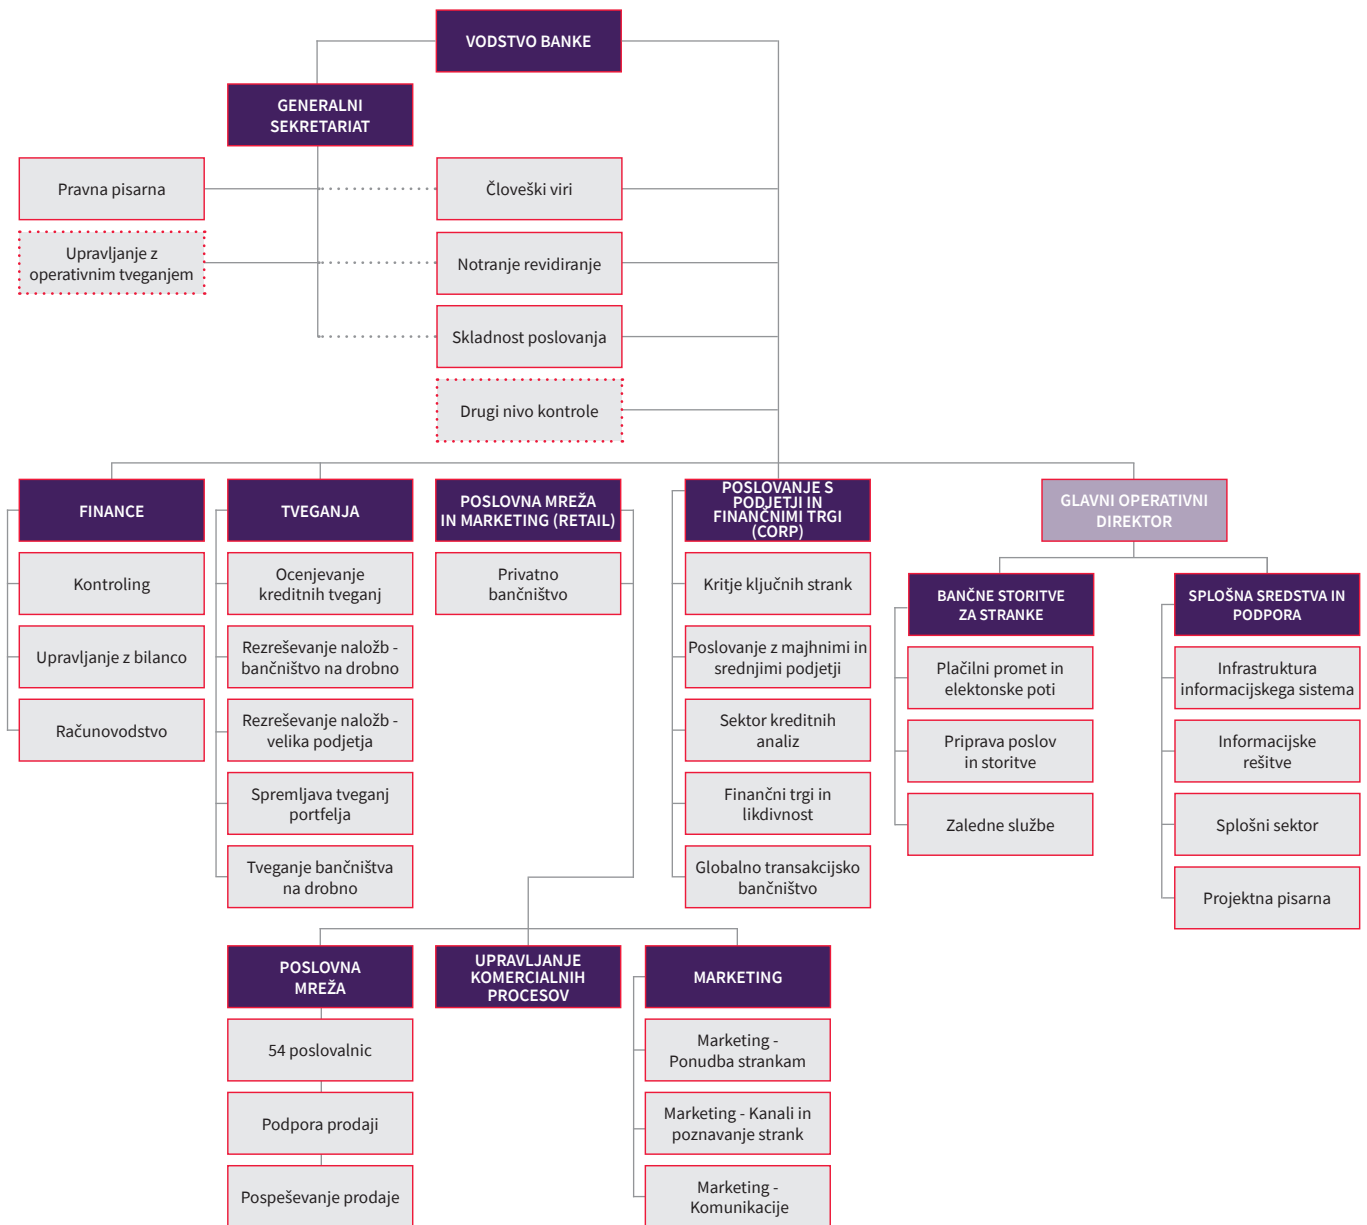 VODSTVO BANKE
GENERALNI
SEKRETARIAT
Pravna pisarna
Človeški viri
Upravljanje z
operativnim tveganjem
Notranje revidiranje
Skladnost poslovanja
Drugi nivo kontrole
FINANCE
Kontroling
Upravljanje z bilanco
Računovodstvo
TVEGANJA
Ocenjevanje
kreditnih tveganj
Rezreševanje naložb -
bančništvo na drobno
Rezreševanje naložb -
velika podjetja
Spremljava tveganj
portfelja
Tveganje bančništva
na drobno
POSLOVNA MREŽA
IN MARKETING (RETAIL)
Privatno
bančništvo
POSLOVANJE S
PODJETJI IN
FINANČNIMI TRGI
(CORP)
Kritje ključnih strank
Poslovanje z majhnimi in
srednjimi podjetji
Sektor kreditnih
analiz
Finančni trgi in
likdivnost
Globalno transakcijsko
bančništvo
GLAVNI OPERATIVNI
DIREKTOR
BANČNE STORITVE
ZA STRANKE
Plačilni promet in
elektonske poti
Priprava poslov
in storitve
Zaledne službe
SPLOŠNA SREDSTVA IN
PODPORA
Infrastruktura
informacijskega sistema
Informacijske
rešitve
Splošni sektor
Projektna pisarna
POSLOVNA
MREŽA
54 poslovalnic
Podpora prodaji
Pospeševanje prodaje
UPRAVLJANJE
KOMERCIALNIH
PROCESOV
MARKETING
Marketing -
Ponudba strankam
Marketing - Kanali in
poznavanje strank
Marketing -
Komunikacije